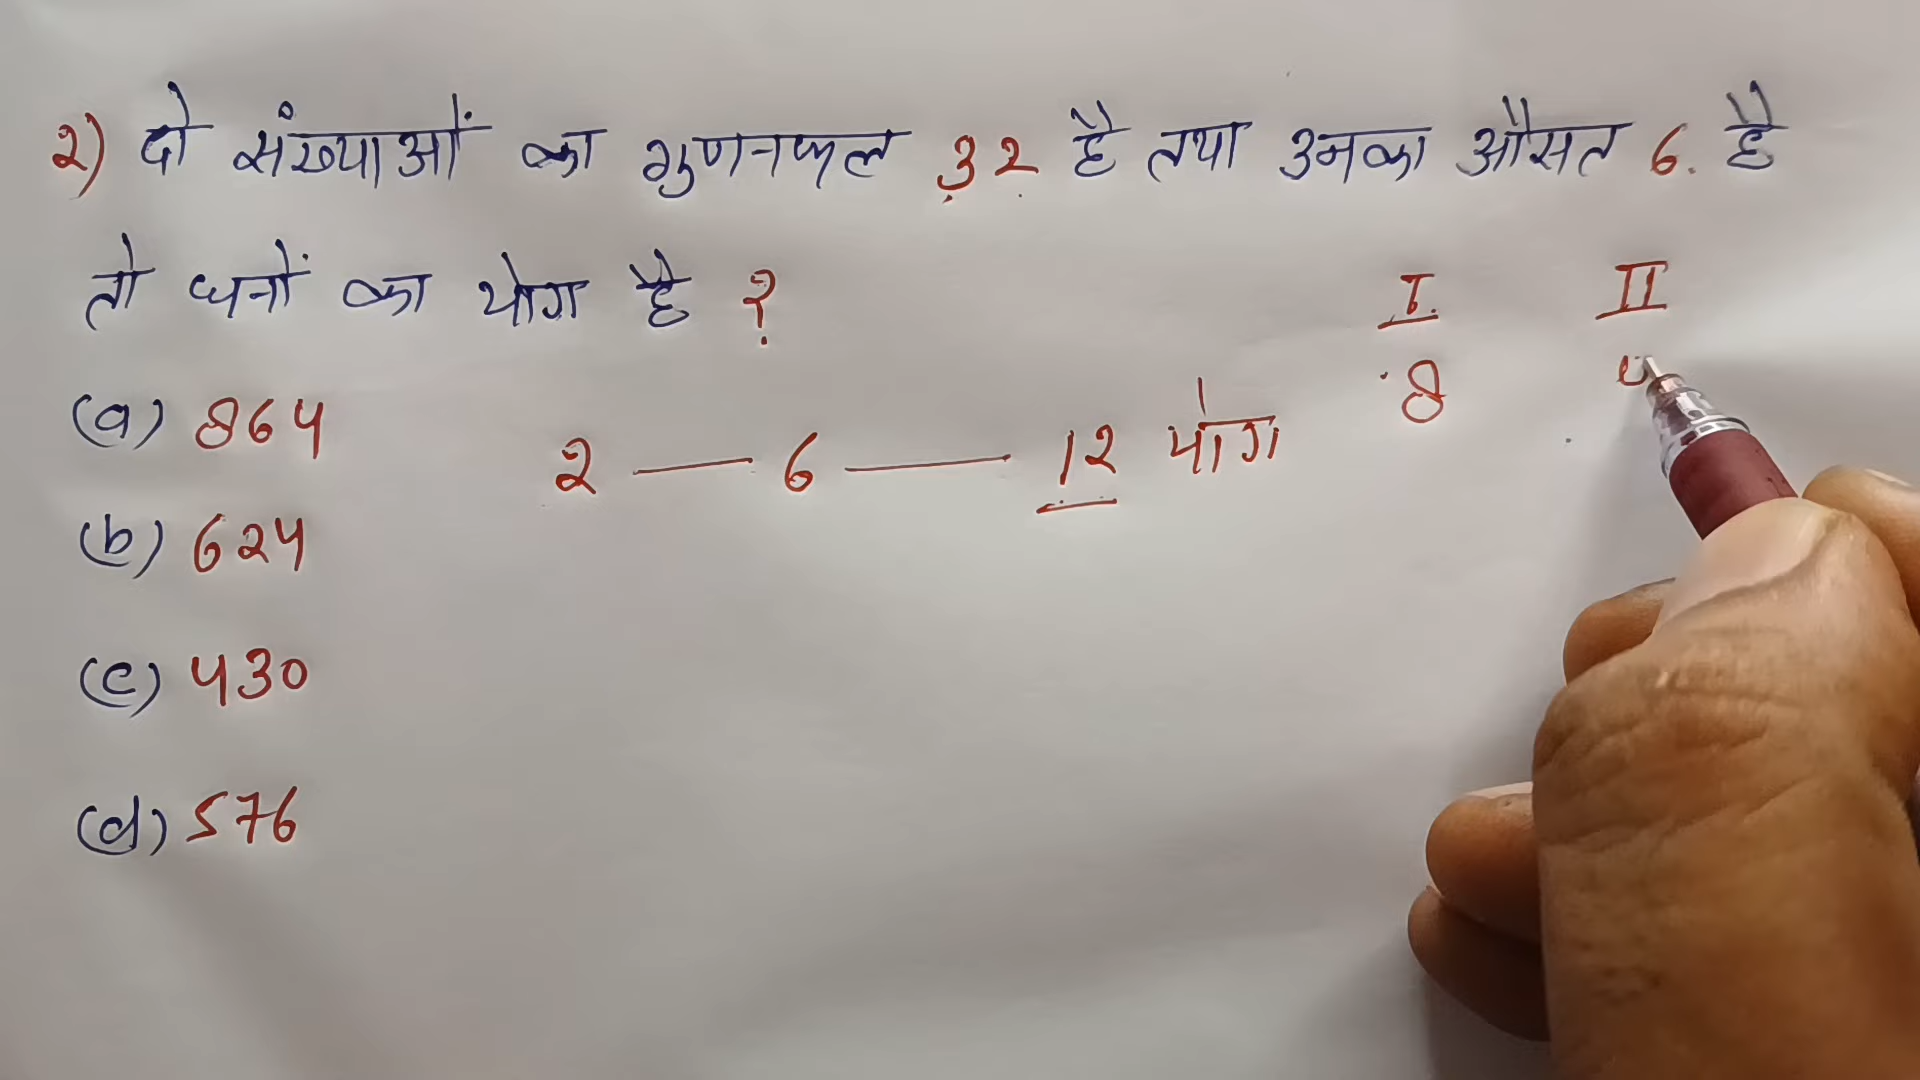 2) दो संख्याओं का गुणनफल 32 है तथा उनका औसत 6. है
तो घनों का योग है ?
I II
(a) 864
8
2 — 6 — 12 योग
(b) 624
(c) 430
(d) 576